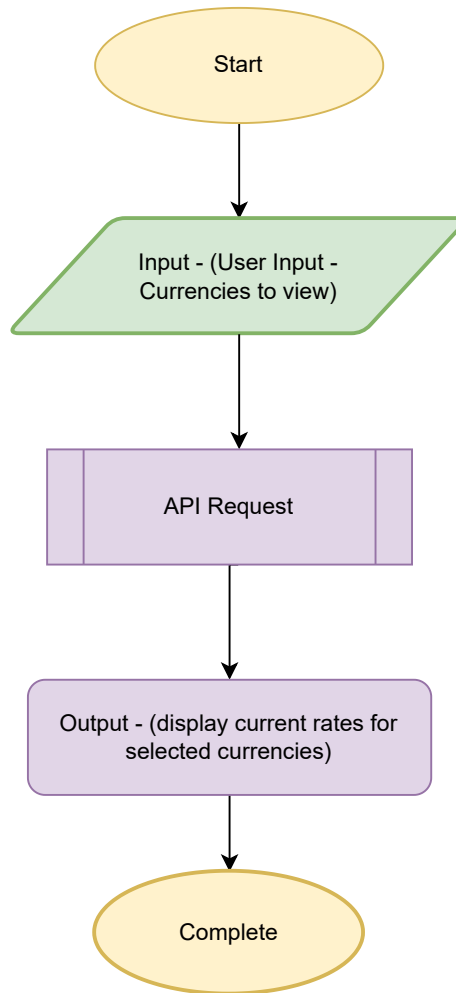 Start
Input - (User Input -
Currencies to view)
API Request
Output - (display current rates for
selected currencies)
Complete